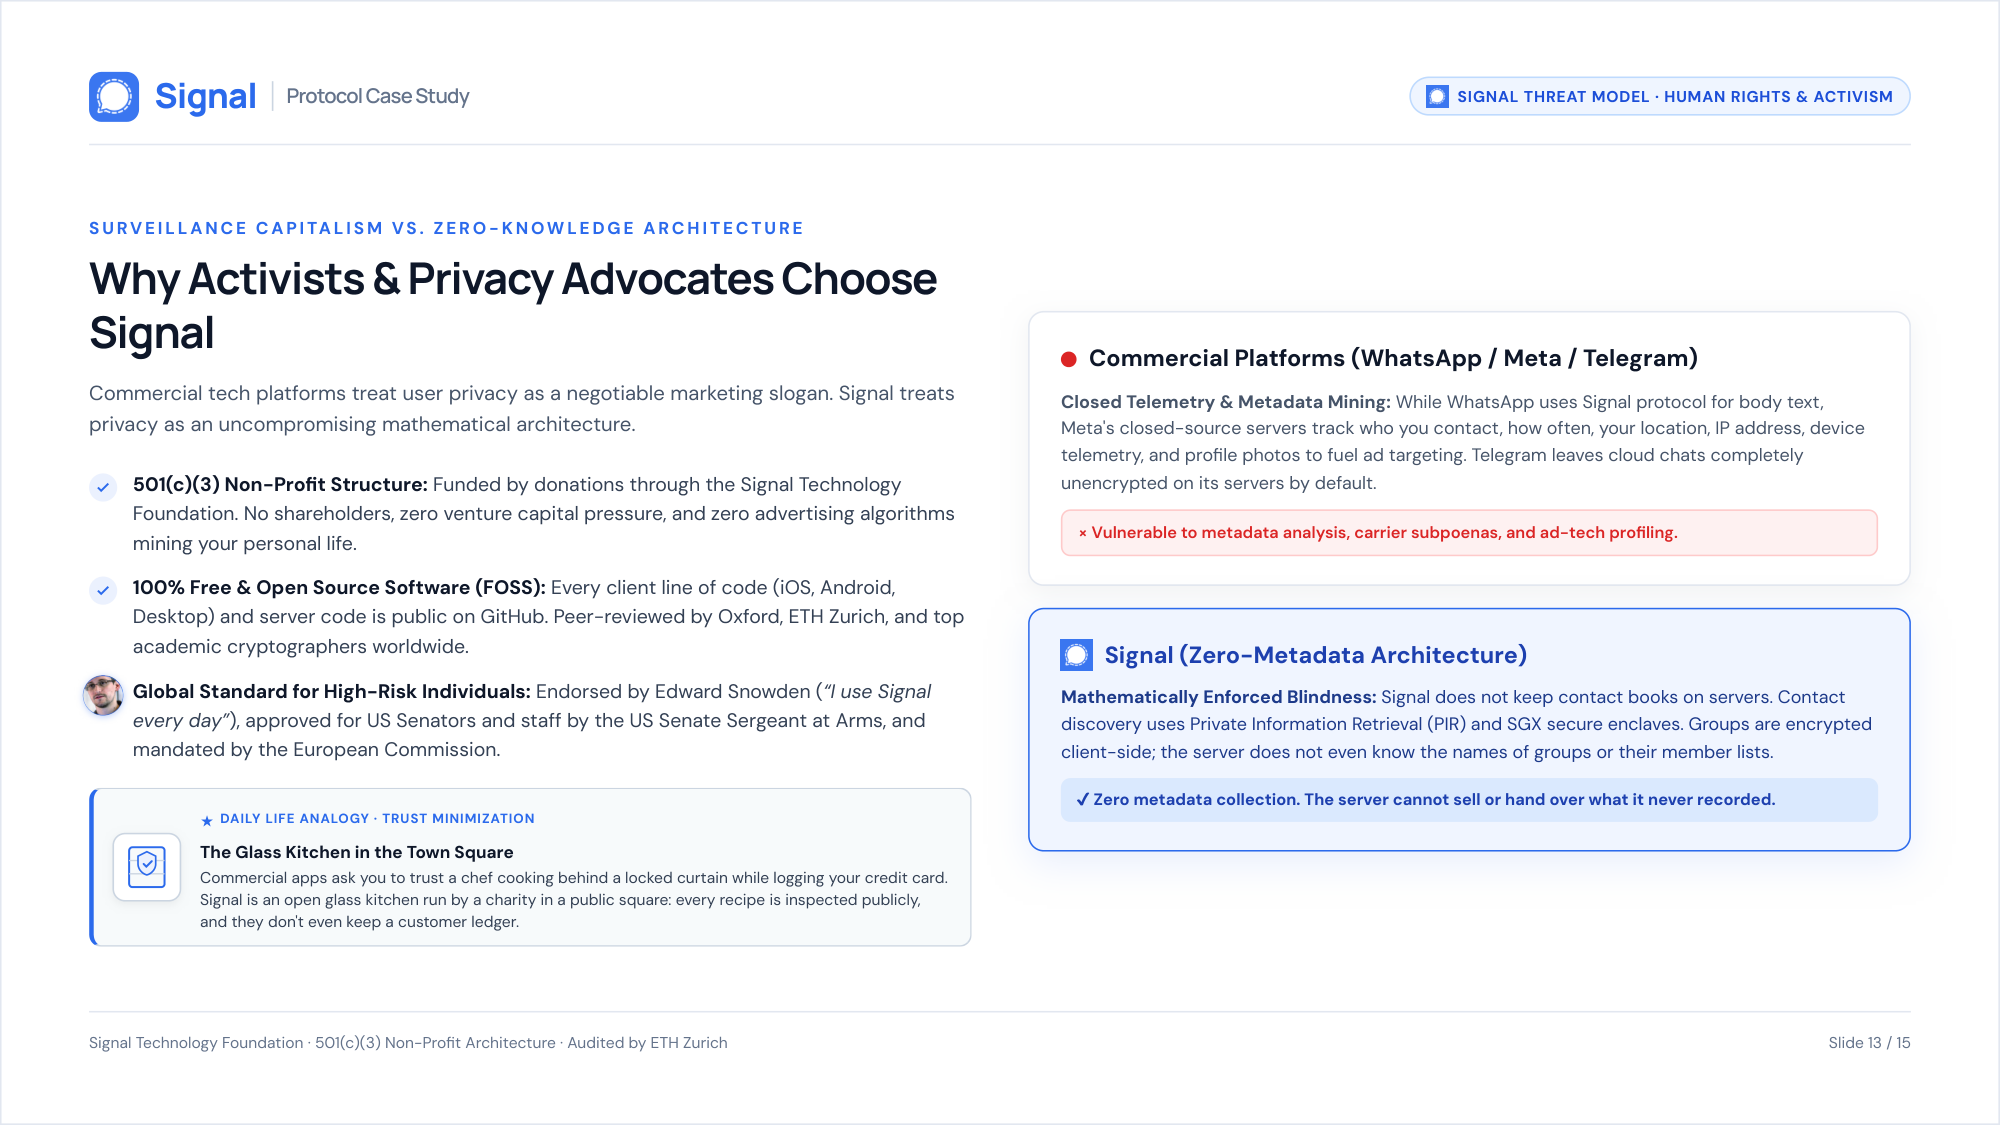 Signal
Protocol Case Study
SIGNAL THREAT MODEL · HUMAN RIGHTS & ACTIVISM
SURVEILLANCE CAPITALISM VS. ZERO-KNOWLEDGE ARCHITECTURE
Why Activists & Privacy Advocates Choose
Signal
Commercial tech platforms treat user privacy as a negotiable marketing slogan. Signal treats
privacy as an uncompromising mathematical architecture.
501(c)(3) Non-Profit Structure: Funded by donations through the Signal Technology
Foundation. No shareholders, zero venture capital pressure, and zero advertising algorithms
mining your personal life.
100% Free & Open Source Software (FOSS): Every client line of code (iOS, Android,
Desktop) and server code is public on GitHub. Peer-reviewed by Oxford, ETH Zurich, and top
academic cryptographers worldwide.
Global Standard for High-Risk Individuals: Endorsed by Edward Snowden (“I use Signal
every day”), approved for US Senators and staff by the US Senate Sergeant at Arms, and
mandated by the European Commission.
★ DAILY LIFE ANALOGY · TRUST MINIMIZATION
The Glass Kitchen in the Town Square
Commercial apps ask you to trust a chef cooking behind a locked curtain while logging your credit card.
Signal is an open glass kitchen run by a charity in a public square: every recipe is inspected publicly,
and they don't even keep a customer ledger.
Commercial Platforms (WhatsApp / Meta / Telegram)
Closed Telemetry & Metadata Mining: While WhatsApp uses Signal protocol for body text,
Meta's closed-source servers track who you contact, how often, your location, IP address, device
telemetry, and profile photos to fuel ad targeting. Telegram leaves cloud chats completely
unencrypted on its servers by default.
× Vulnerable to metadata analysis, carrier subpoenas, and ad-tech profiling.
Signal (Zero-Metadata Architecture)
Mathematically Enforced Blindness: Signal does not keep contact books on servers. Contact
discovery uses Private Information Retrieval (PIR) and SGX secure enclaves. Groups are encrypted
client-side; the server does not even know the names of groups or their member lists.
✓ Zero metadata collection. The server cannot sell or hand over what it never recorded.
Signal Technology Foundation · 501(c)(3) Non-Profit Architecture · Audited by ETH Zurich
Slide 13 / 15